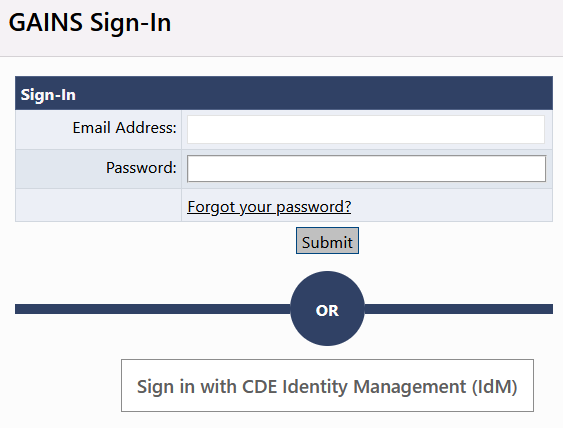 GAINS Sign-In
Sign-In
Email Address:
Password:
Forgot your password?
Submit
OR
Sign in with CDE Identity Management (IdM)